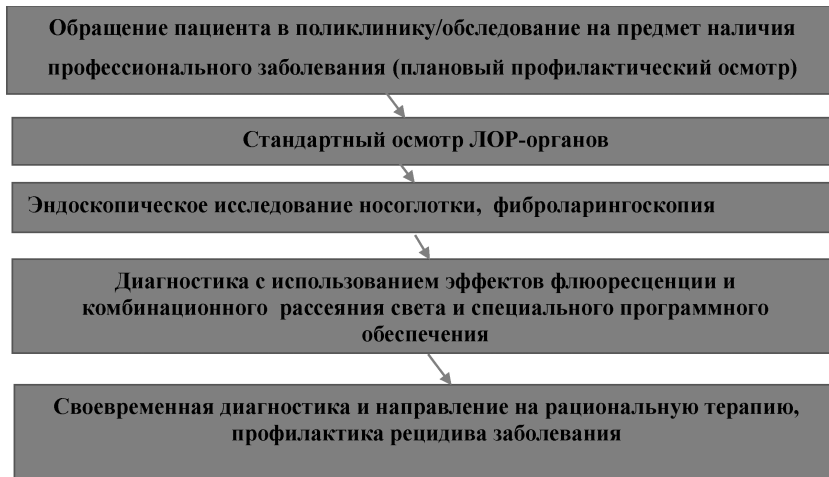 Обращение пациента в поликлинику/обследование на предмет наличия
профессионального заболевания (плановый профилактический осмотр)
Стандартный осмотр ЛОР-органов
Эндоскопическое исследование носоглотки, фиброларингоскопия
Диагностика с использованием эффектов флюоресценции и
комбинационного рассеяния света и специального программного
обеспечения
Своевременная диагностика и направление на рациональную терапию,
профилактика рецидива заболевания